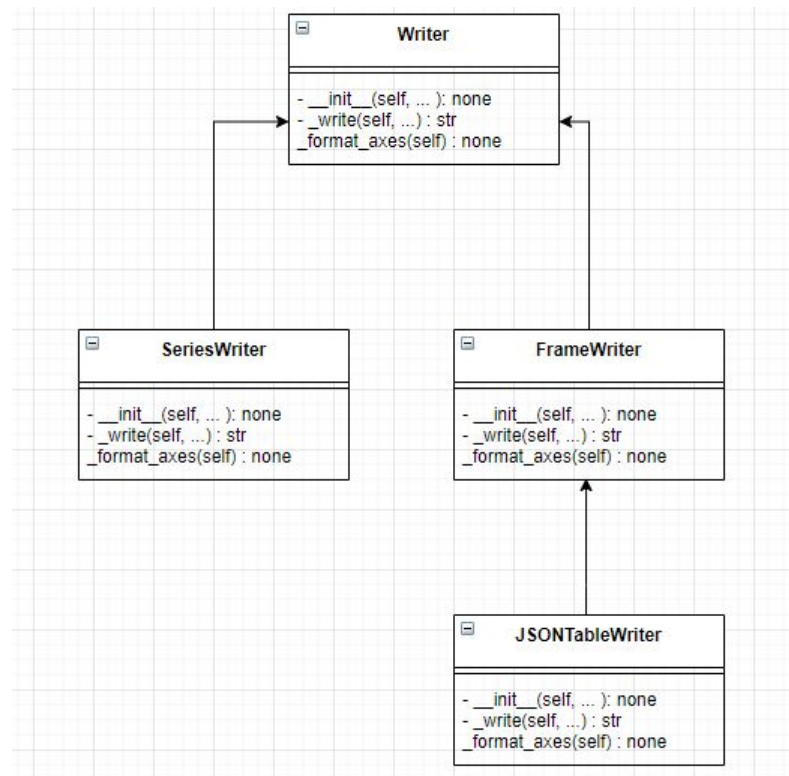 Writer
- __init__(self, ... ): none
- _write(self, ...) : str
_format_axes(self) : none
SeriesWriter
- __init__(self, ... ): none
- _write(self, ...) : str
_format_axes(self) : none
FrameWriter
- __init__(self, ... ): none
- _write(self, ...) : str
_format_axes(self) : none
JSONTableWriter
- __init__(self, ... ): none
- _write(self, ...) : str
_format_axes(self) : none